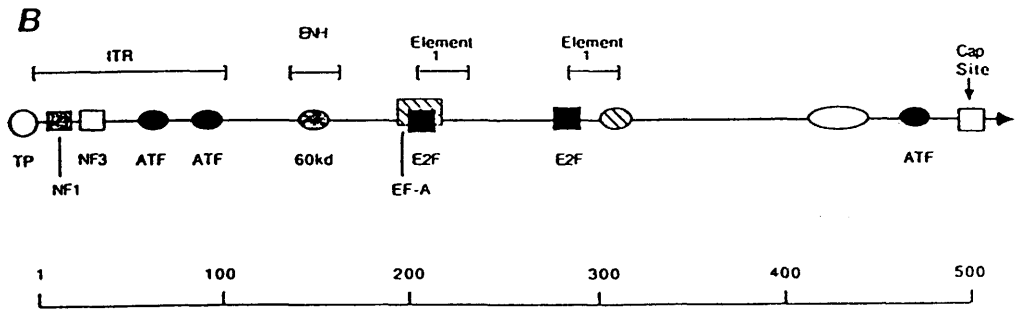 B
ITR
ENH
Element
1
Element
1
Cap
Site
TP
NF1
NF3
ATF
ATF
60kd
EF-A
E2F
E2F
ATF
1 100 200 300 400 500